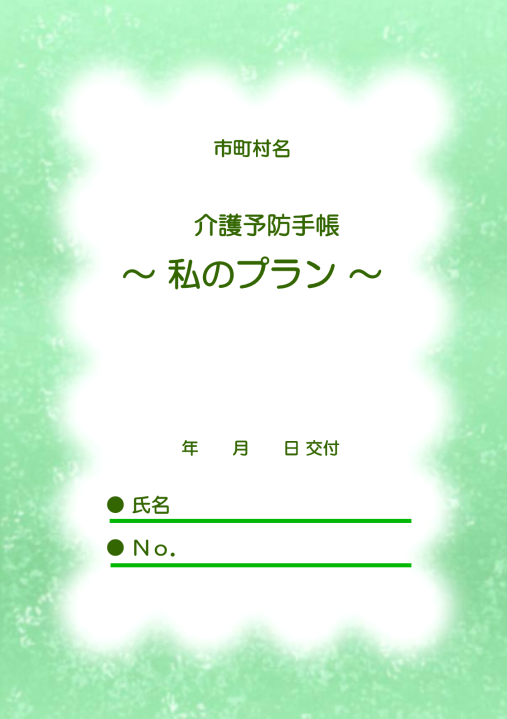 市町村名
介護予防手帳
～ 私のプラン ～
年　　月　　日 交付
● 氏名
● Ｎｏ．